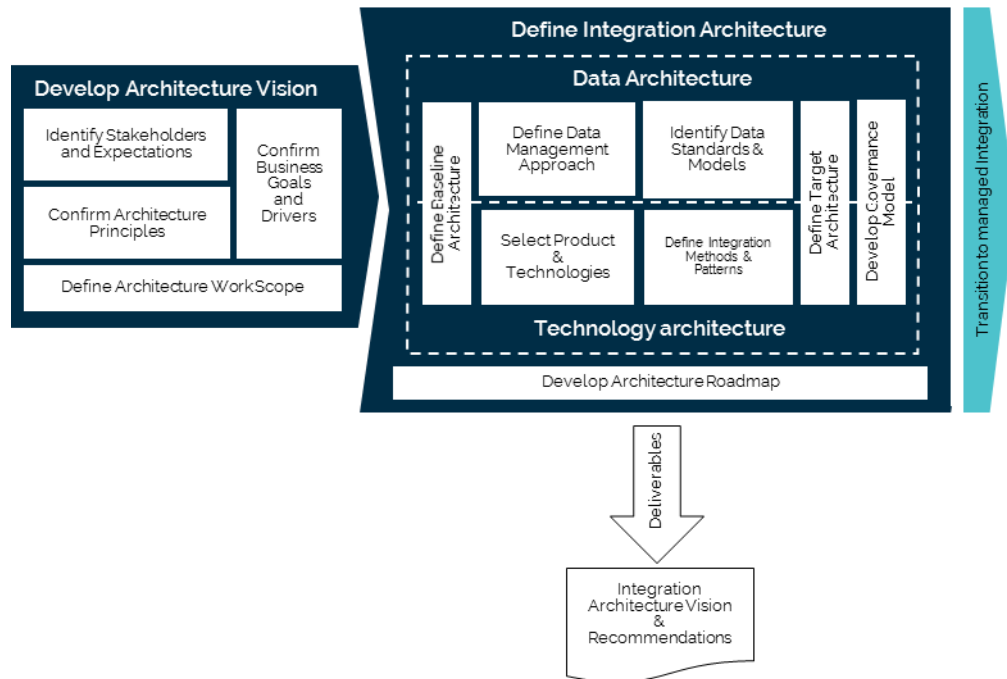 Develop Architecture Vision
Identify Stakeholders
and Expectations
Confirm
Business
Goals
and
Drivers
Confirm Architecture
Principles
Define Architecture WorkScope
Define Integration Architecture
Data Architecture
Define Baseline
Architecture
Define Data
Management
Approach
Identify Data
Standards &
Models
Select Product
&
Technologies
Define Integration
Methods &
Patterns
Define Target
Architecture
Develop Governance
Model
Technology architecture
Develop Architecture Roadmap
Transition to managed Integration
Deliverables
Integration
Architecture Vision
&
Recommendations